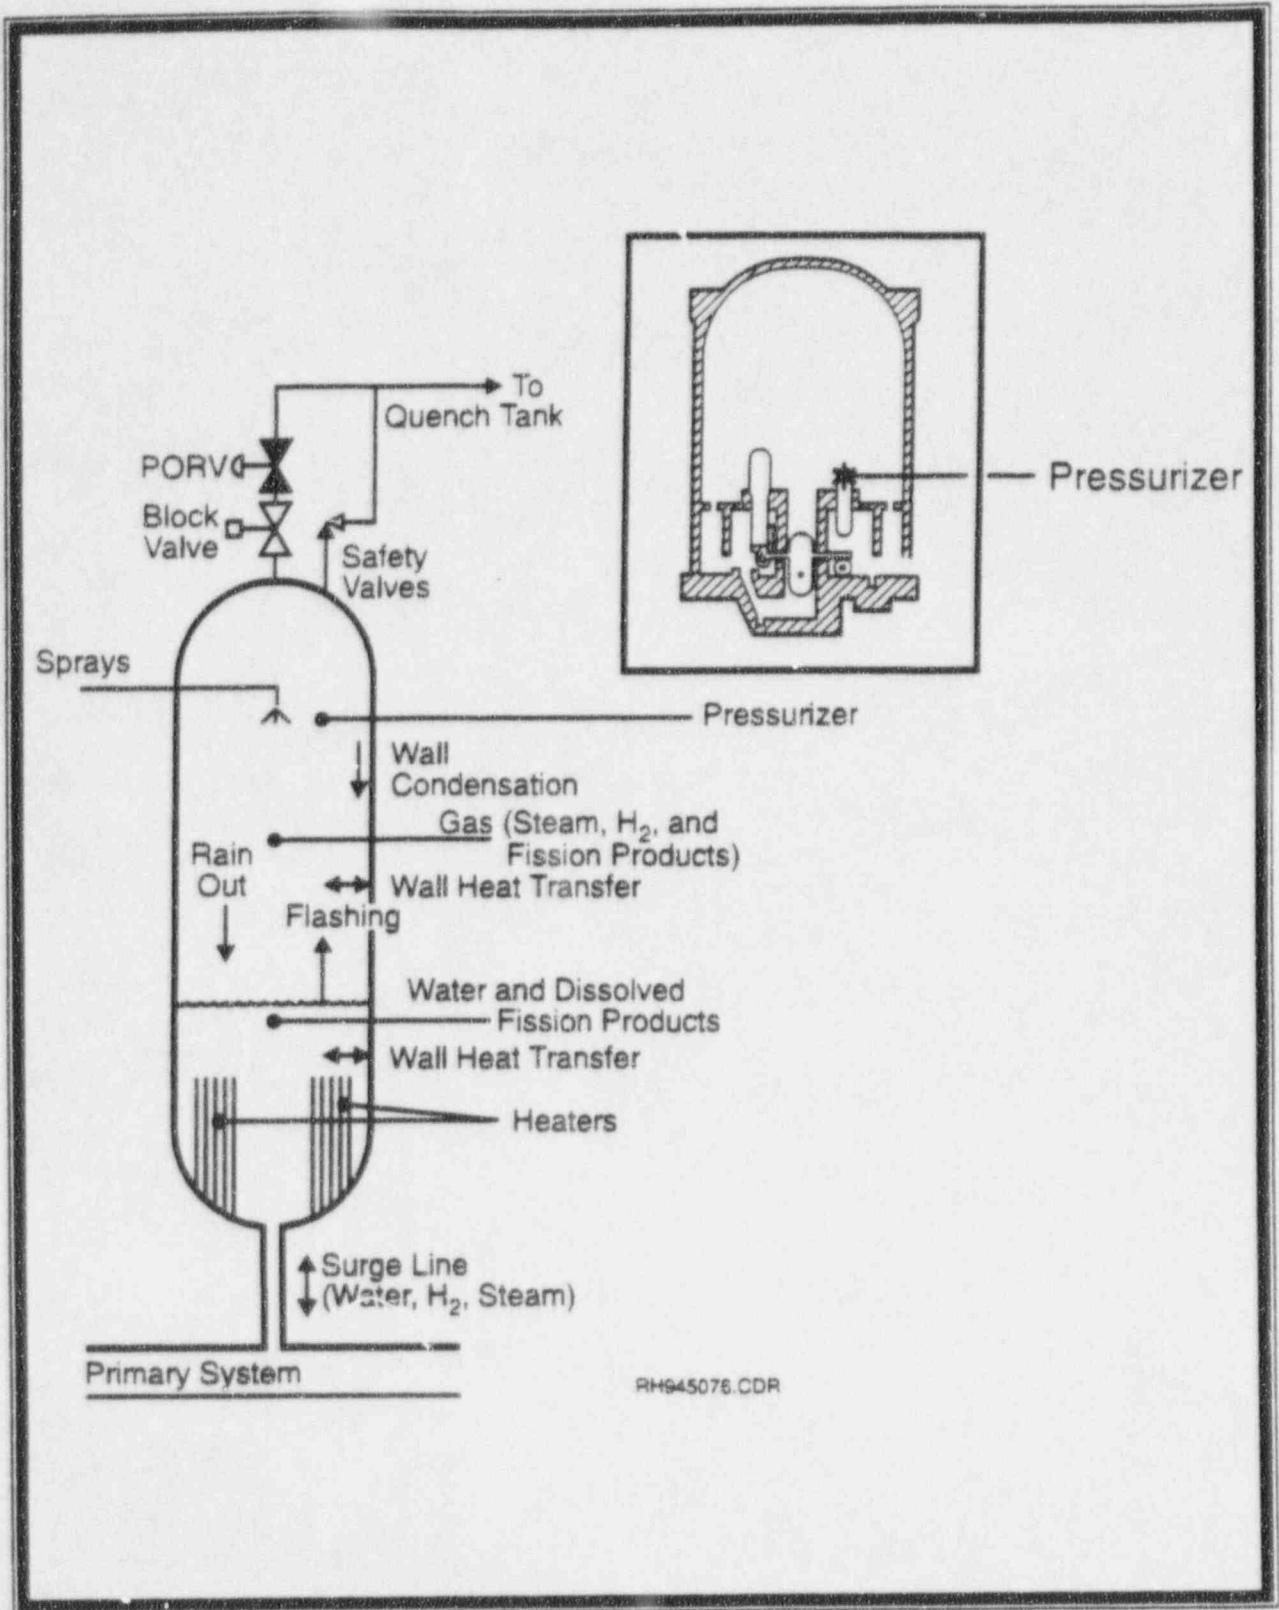 To
Quench Tank
PORV
Block
Valve
Safety
Valves
Pressurizer
Sprays
Pressurizer
Wall
Condensation
Gas (Steam, H₂, and
Fission Products)
Rain
Out
Wall Heat Transfer
Flashing
Water and Dissolved
Fission Products
Wall Heat Transfer
Heaters
Surge Line
(Water, H₂, Steam)
Primary System
RH945076.CDR